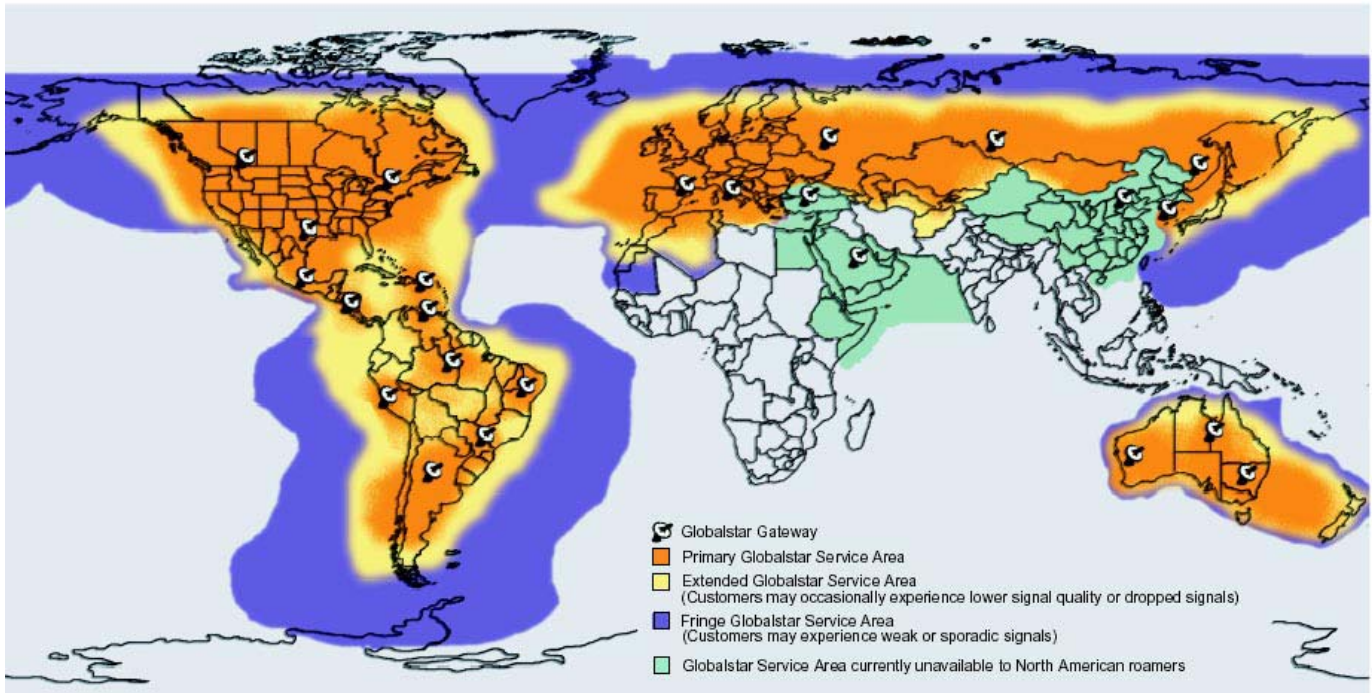 Globalstar Gateway
Primary Globalstar Service Area
Extended Globalstar Service Area
(Customers may occasionally experience lower signal quality or dropped signals)
Fringe Globalstar Service Area
(Customers may experience weak or sporadic signals)
Globalstar Service Area currently unavailable to North American roamers